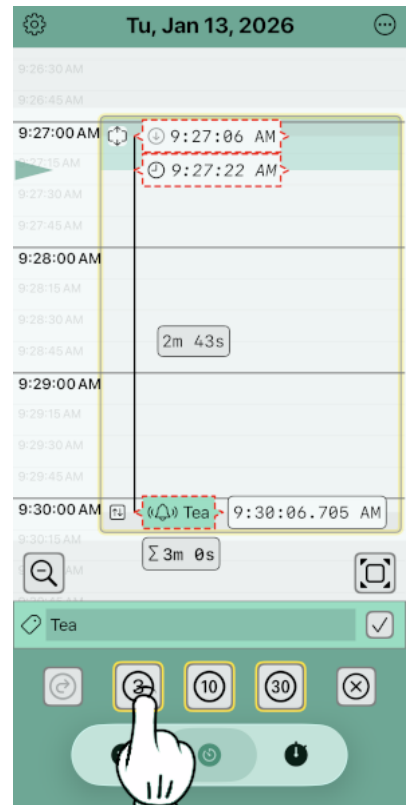 Tu, Jan 13, 2026
9:26:30 AM
9:26:45 AM
9:27:00 AM
9:27:06 AM
9:27:15 AM
9:27:22 AM
9:27:30 AM
9:27:45 AM
9:28:00 AM
9:28:15 AM
9:28:30 AM
2m 43s
9:28:45 AM
9:29:00 AM
9:29:15 AM
9:29:30 AM
9:29:45 AM
9:30:00 AM
Tea
9:30:06.705 AM
9:30:15 AM
Σ 3m 0s
Tea
3
10
30